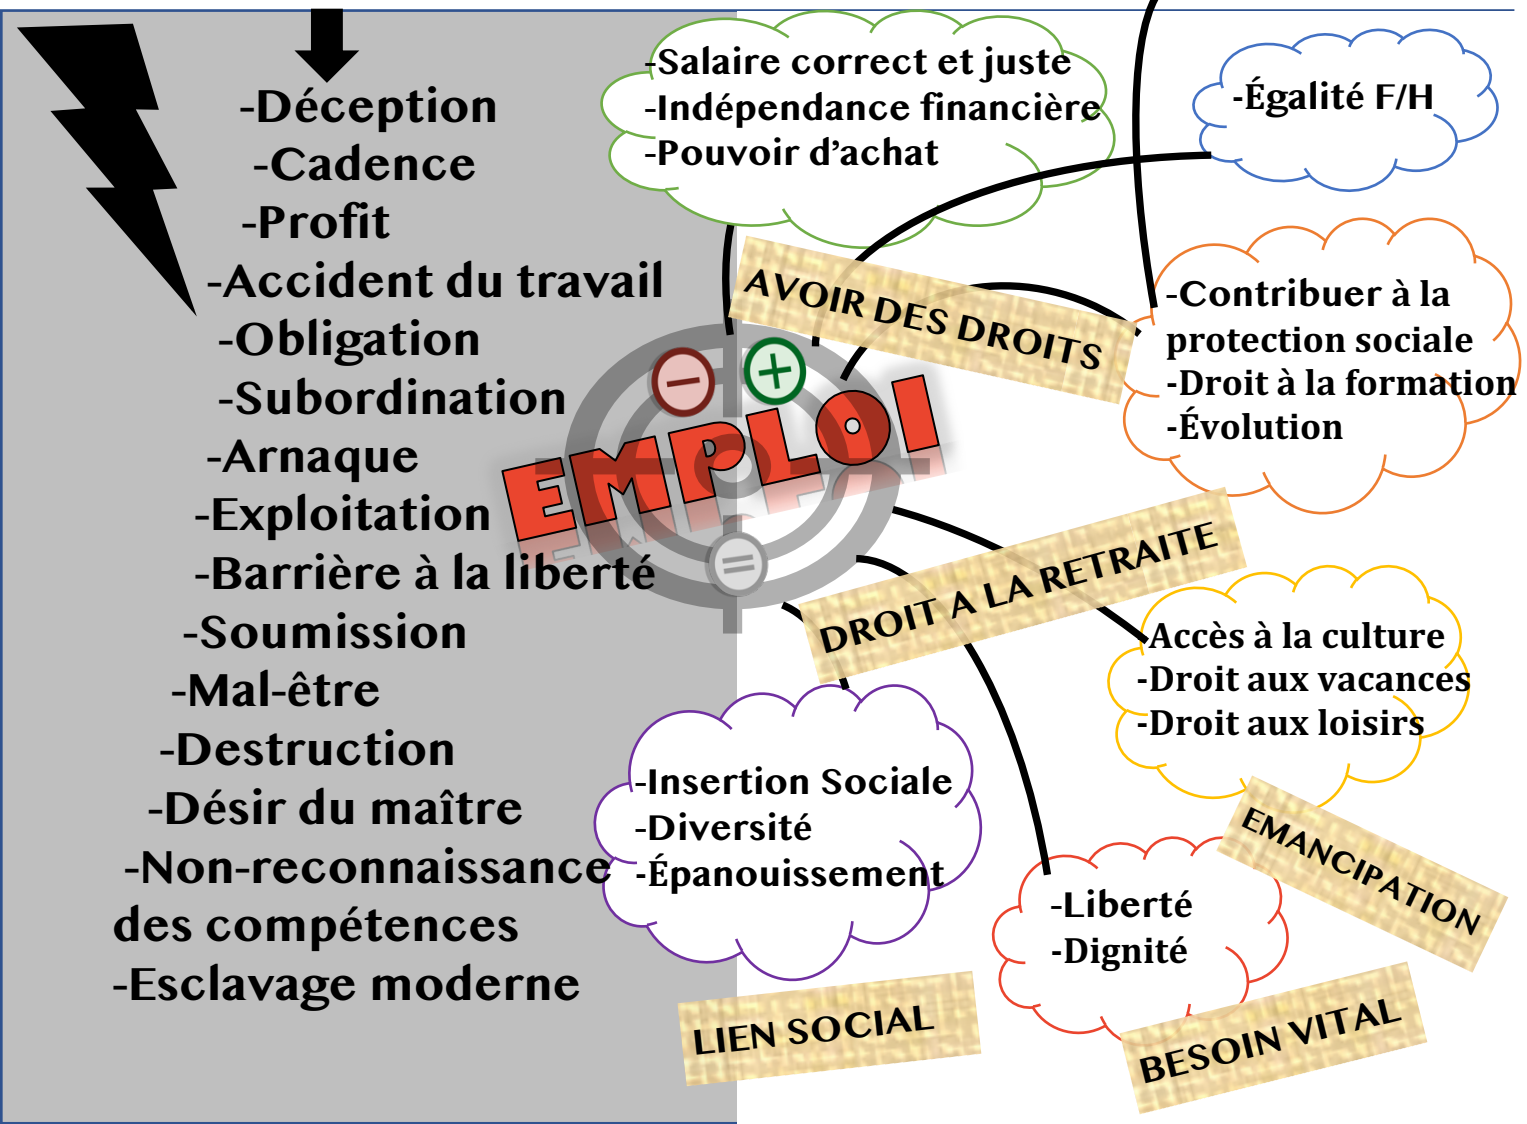 -Déception
-Cadence
-Profit
-Accident du travail
-Obligation
-Subordination
-Arnaque
-Exploitation
-Barrière à la liberté
-Soumission
-Mal-être
-Destruction
-Désir du maître
-Non-reconnaissance
des compétences
-Esclavage moderne
EMPLOI
-Salaire correct et juste
-Indépendance financière
-Pouvoir d’achat
-Égalité F/H
AVOIR DES DROITS
-Contribuer à la
protection sociale
-Droit à la formation
-Évolution
DROIT A LA RETRAITE
Accès à la culture
-Droit aux vacances
-Droit aux loisirs
-Insertion Sociale
-Diversité
-Épanouissement
EMANCIPATION
-Liberté
-Dignité
LIEN SOCIAL
BESOIN VITAL